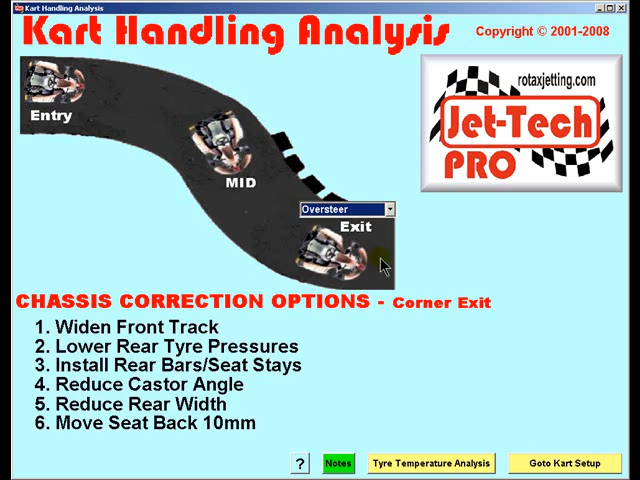 Kart Handling Analysis
Kart Handling Analysis
Copyright © 2001-2008
rotaxjetting.com
Jet-Tech
PRO
Entry
MID
Oversteer
Exit
CHASSIS CORRECTION OPTIONS - Corner Exit
1. Widen Front Track
2. Lower Rear Tyre Pressures
3. Install Rear Bars/Seat Stays
4. Reduce Castor Angle
5. Reduce Rear Width
6. Move Seat Back 10mm
? Notes Tyre Temperature Analysis Goto Kart Setup